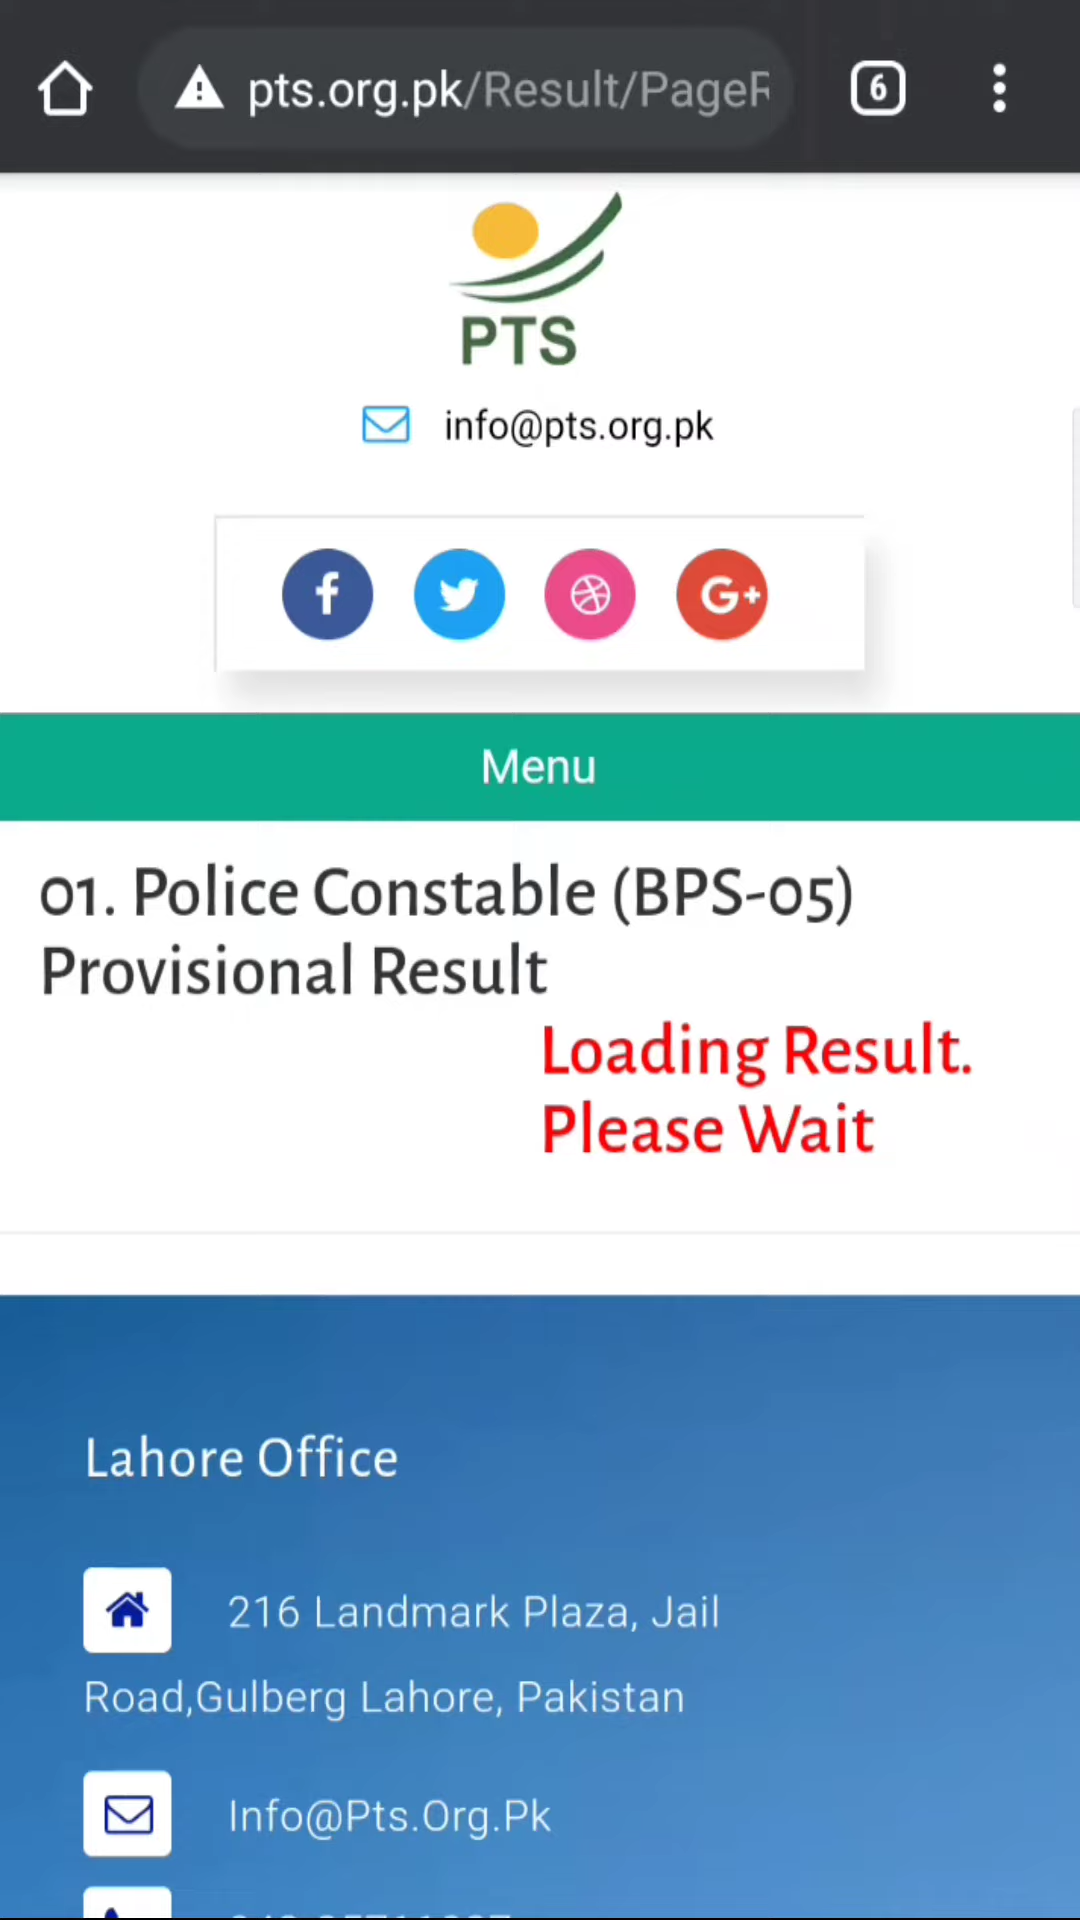 pts.org.pk/Result/PageR
6
PTS
info@pts.org.pk
G+
Menu
01. Police Constable (BPS-05)
Provisional Result
Loading Result.
Please Wait
Lahore Office
216 Landmark Plaza, Jail
Road,Gulberg Lahore, Pakistan
Info@Pts.Org.Pk